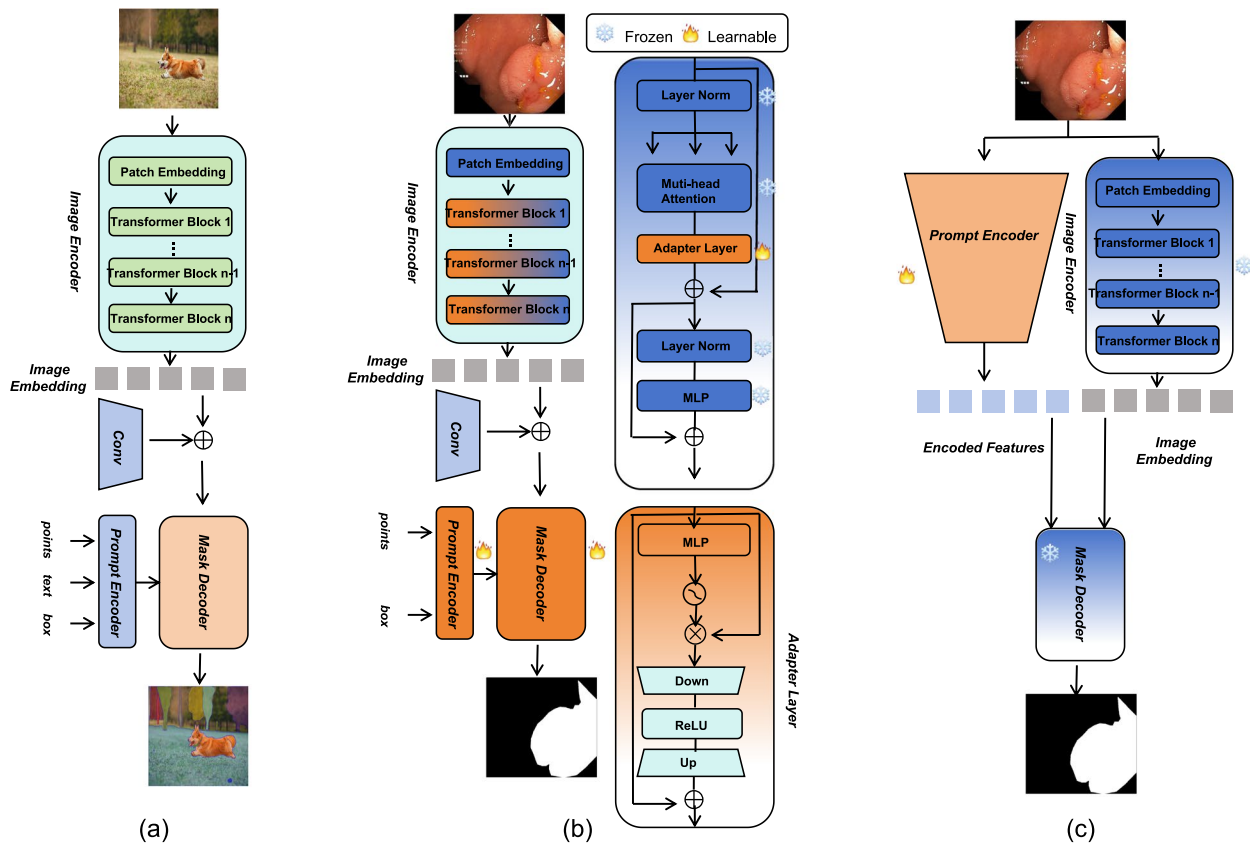 Image Encoder
Patch Embedding
Transformer Block 1
Transformer Block n-1
Transformer Block n
Image
Embedding
Conv
points
text
box
Prompt Encoder
Mask Decoder
(a)
Frozen
Learnable
Image Encoder
Patch Embedding
Transformer Block 1
Transformer Block n-1
Transformer Block n
Image
Embedding
Conv
points
box
Prompt Encoder
Mask Decoder
Layer Norm
Muti-head
Attention
Adapter Layer
Layer Norm
MLP
MLP
Down
ReLU
Up
Adapter Layer
(b)
Prompt Encoder
Image Encoder
Patch Embedding
Transformer Block 1
Transformer Block n-1
Transformer Block n
Encoded Features
Image
Embedding
Mask Decoder
(c)